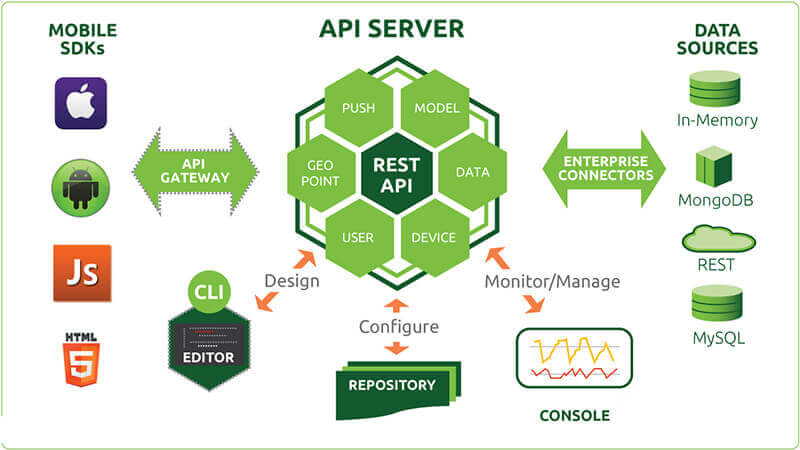 MOBILE
SDKs
API SERVER
DATA
SOURCES
PUSH
MODEL
GEO
POINT
REST
API
DATA
USER
DEVICE
API
GATEWAY
ENTERPRISE
CONNECTORS
In-Memory
MongoDB
REST
MySQL
Js
HTML
5
CLI
EDITOR
Design
Configure
Monitor/Manage
REPOSITORY
CONSOLE